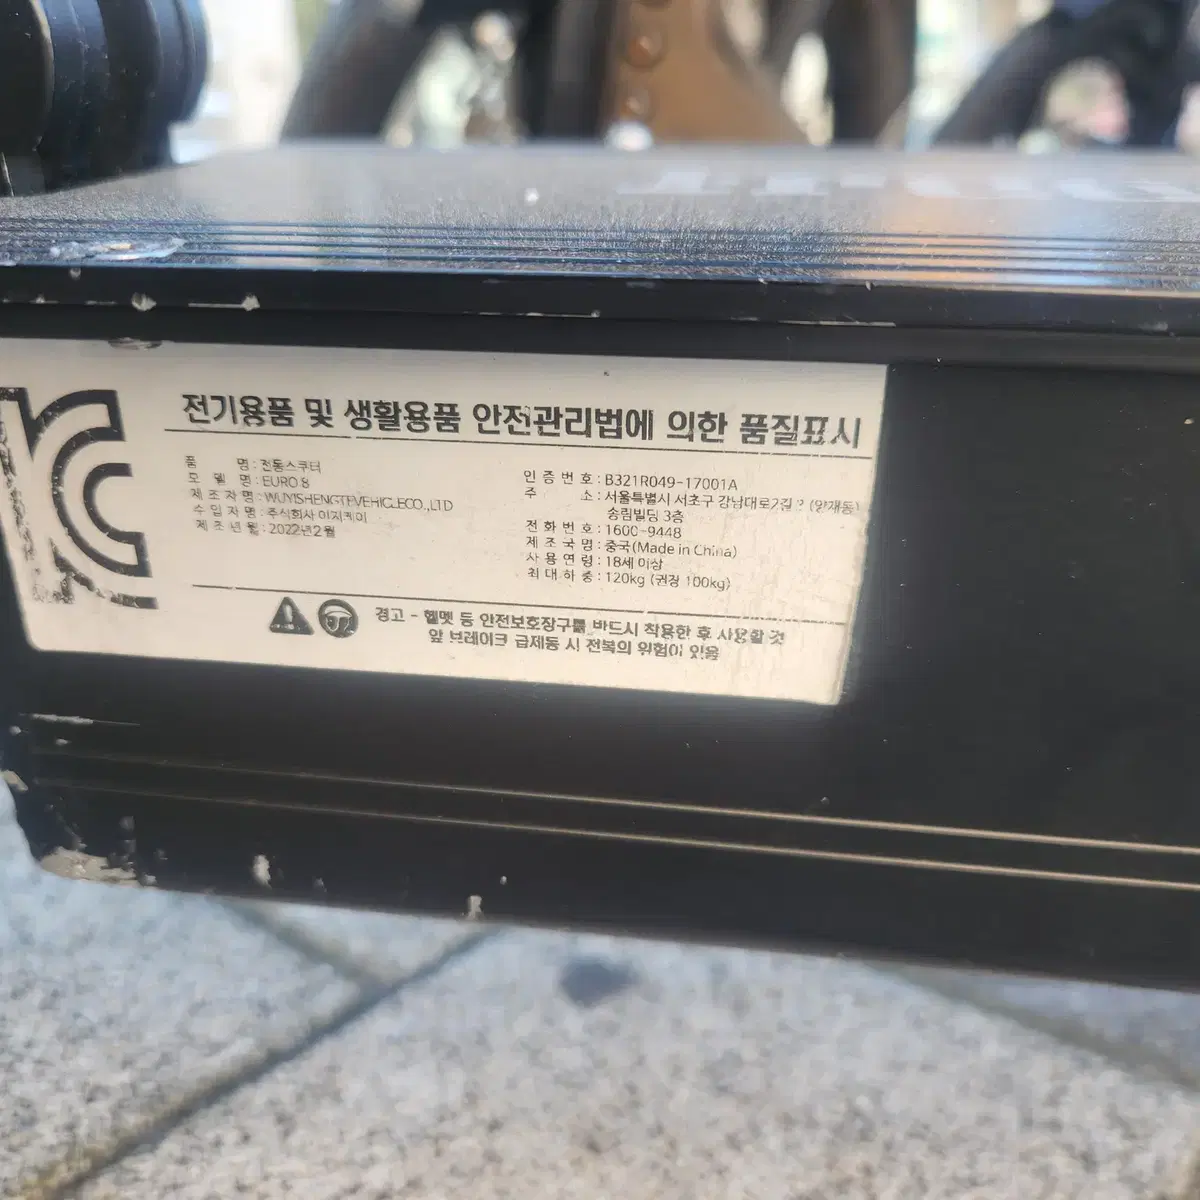 전기용품 및 생활용품 안전관리법에 의한 품질표시
품 명 : 전동스쿠터
모 델 명 : EURO 8
제 조 자 명 :
수 입 자 명 : 주식회사 이지케이
제 조 년 월 : 2022년2월
인 증 번 호 : B321R049-17001A
주 소 : 서울특별시 서초구 강남대로2길 (양재동)
송림빌딩 3층
전 화 번 호 : 1600-9448
제 조 국 명 : 중국(Made in China)
사 용 연 령 : 18세 이상
최 대 하 중 : 120kg (권장 100kg)
경고 - 헬멧 등 안전보호장구를 반드시 착용한 후 사용할 것
앞 브레이크 급제동 시 전복의 위험이 있음